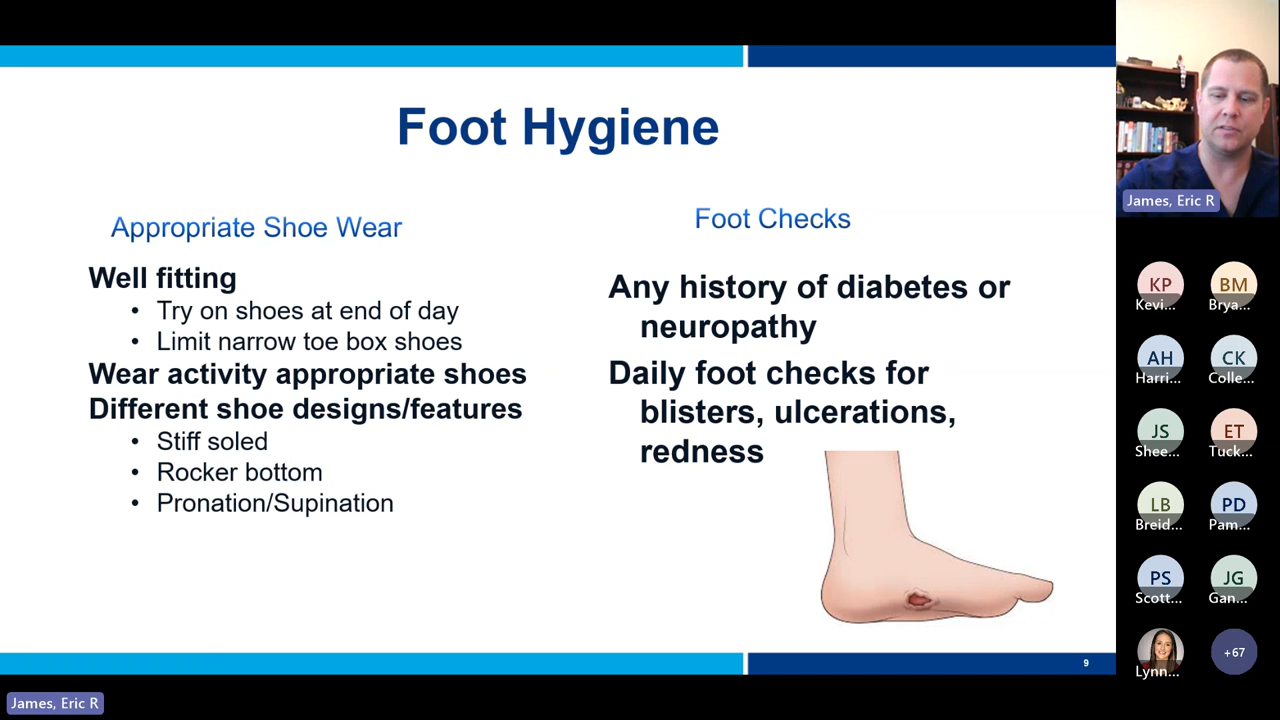 Foot Hygiene
Appropriate Shoe Wear
Well fitting
• Try on shoes at end of day
• Limit narrow toe box shoes
Wear activity appropriate shoes
Different shoe designs/features
• Stiff soled
• Rocker bottom
• Pronation/Supination
Foot Checks
Any history of diabetes or
neuropathy
Daily foot checks for
blisters, ulcerations,
redness
9
James, Eric R
James, Eric R
KP
Kevi...
BM
Brya...
AH
Harri...
CK
Colle...
JS
Shee...
ET
Tuck...
LB
Breid...
PD
Pam...
PS
Scott...
JG
Gan...
Lynn...
+67